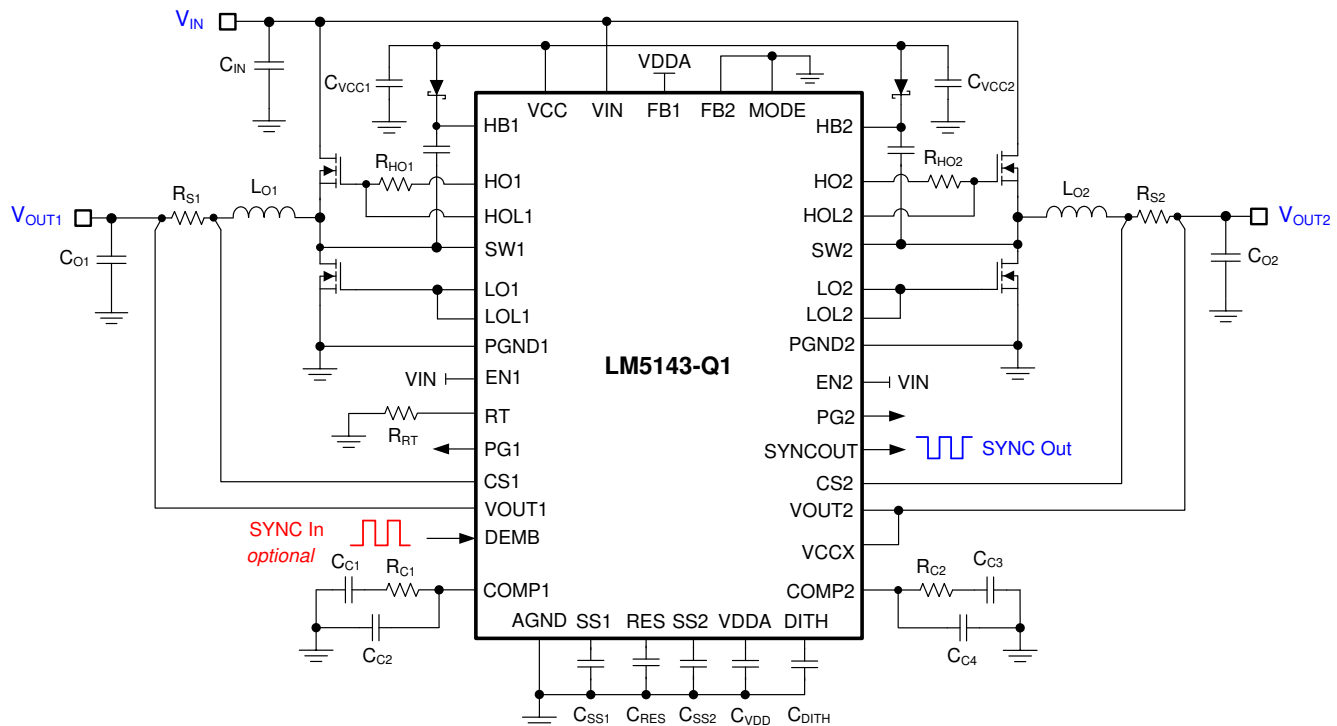 VIN
CIN
CVCC1
VDDA
CVCC2
VCC VIN FB1 FB2 MODE
HB1
HB2
RHO1
RHO2
HO1
HO2
RS1
LO1
LO2
RS2
VOUT1
HOL1
HOL2
VOUT2
CO1
SW1
SW2
CO2
LO1
LO2
LOL1
LOL2
PGND1
PGND2
LM5143-Q1
VIN
EN1
EN2
VIN
RT
PG2
RRT
PG1
SYNCOUT
SYNC Out
CS1
CS2
VOUT1
VOUT2
SYNC In
optional
DEMB
VCCX
CC1
RC1
COMP1
COMP2
RC2
CC3
CC2
CC4
AGND SS1 RES SS2 VDDA DITH
CSS1 CRES CSS2 CVDD CDITH